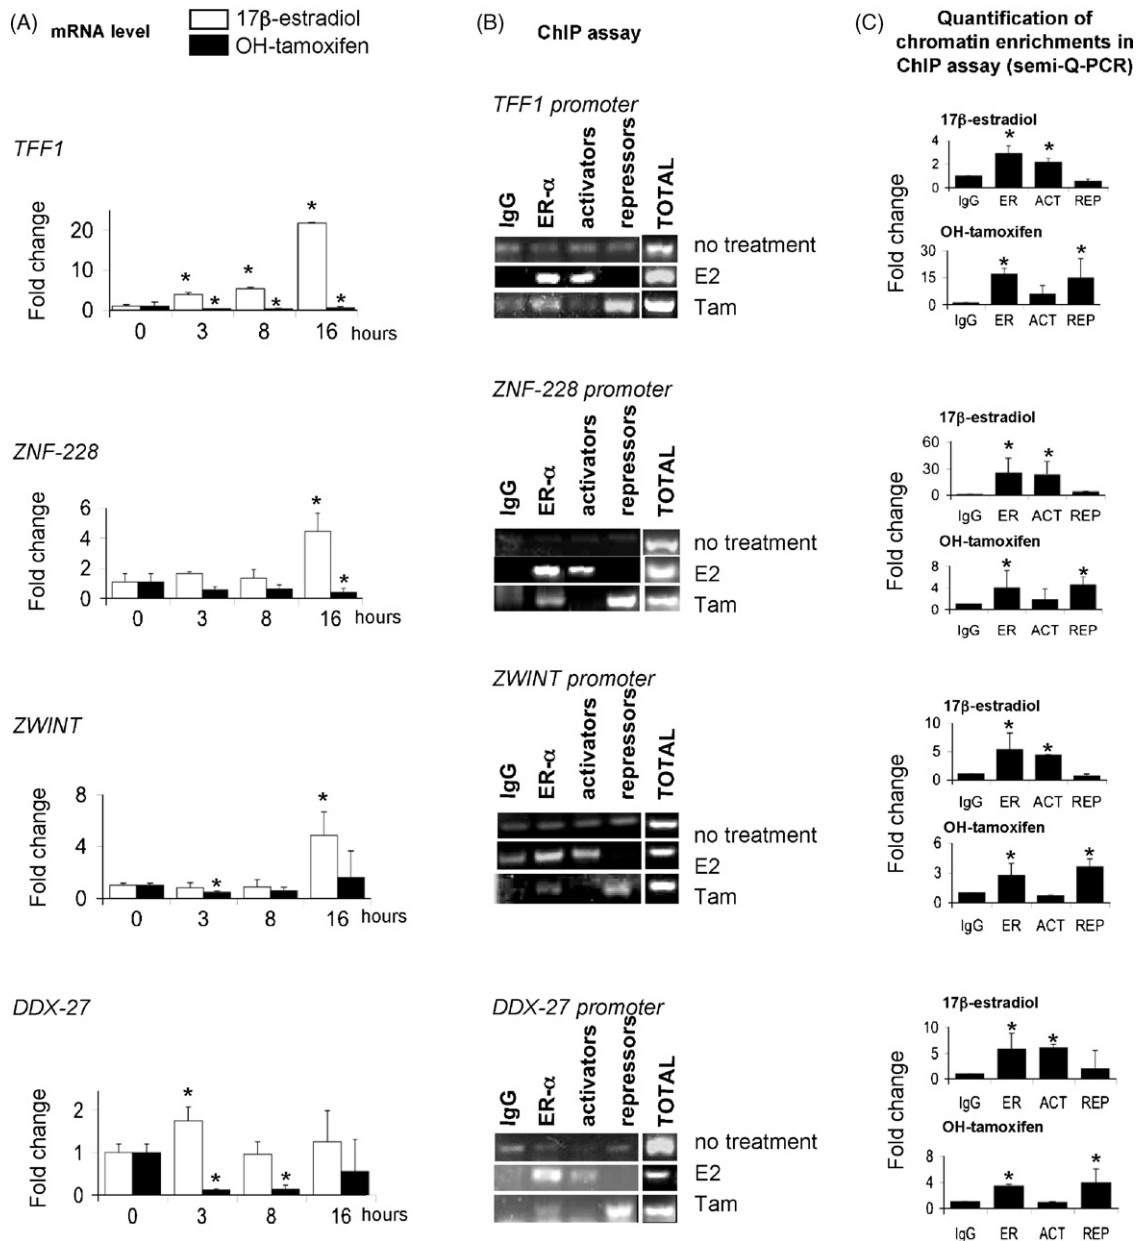 (A) mRNA level
17β-estradiol
OH-tamoxifen
TFF1
Fold change
20
10
0
* * * * * *
0 3 8 16 hours
ZNF-228
Fold change
6
4
2
0
* *
0 3 8 16 hours
ZWINT
Fold change
8
4
0
* *
0 3 8 16 hours
DDX-27
Fold change
2
1
0
* * *
0 3 8 16 hours
(B) ChIP assay
TFF1 promoter
IgG ER-α activators repressors TOTAL
no treatment
E2
Tam
ZNF-228 promoter
IgG ER-α activators repressors TOTAL
no treatment
E2
Tam
ZWINT promoter
IgG ER-α activators repressors TOTAL
no treatment
E2
Tam
DDX-27 promoter
IgG ER-α activators repressors TOTAL
no treatment
E2
Tam
(C) Quantification of
chromatin enrichments in
ChIP assay (semi-Q-PCR)
Fold change
17β-estradiol
4
2
0
* *
IgG ER ACT REP
OH-tamoxifen
30
15
0
* *
IgG ER ACT REP
Fold change
17β-estradiol
60
30
0
* *
IgG ER ACT REP
OH-tamoxifen
8
4
0
* *
IgG ER ACT REP
Fold change
17β-estradiol
10
5
0
* *
IgG ER ACT REP
OH-tamoxifen
6
3
0
* *
IgG ER ACT REP
Fold change
17β-estradiol
10
5
0
* *
IgG ER ACT REP
OH-tamoxifen
8
4
0
* *
IgG ER ACT REP